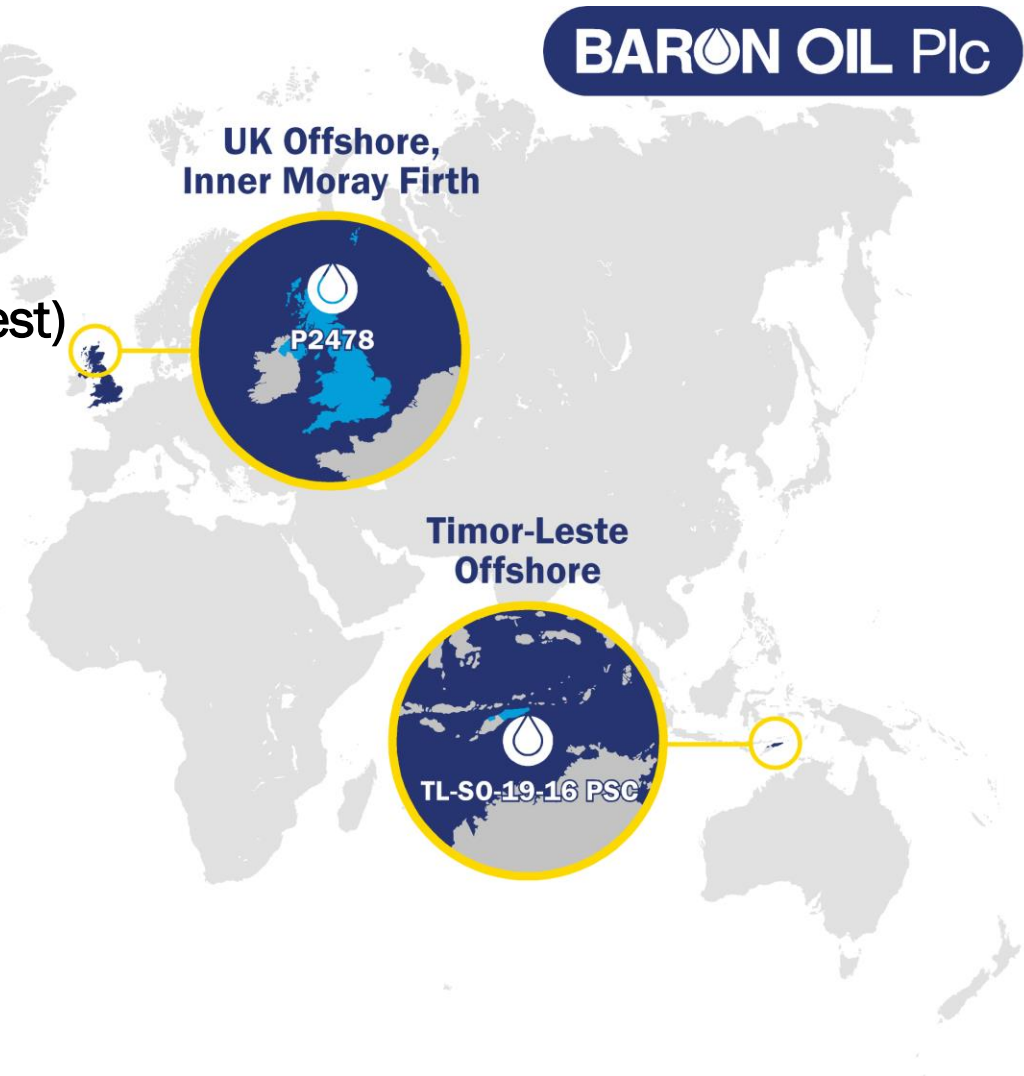 BARON OIL Plc
UK Offshore,
Inner Moray Firth
est)
P2478
Timor-Leste
Offshore
TL-SO-19-16 PSC